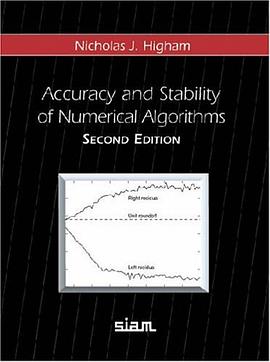 Nicholas J. Higham
Accuracy and Stability
of Numerical Algorithms
SECOND EDITION
Right residual
Unit roundoff
Left residual
siam